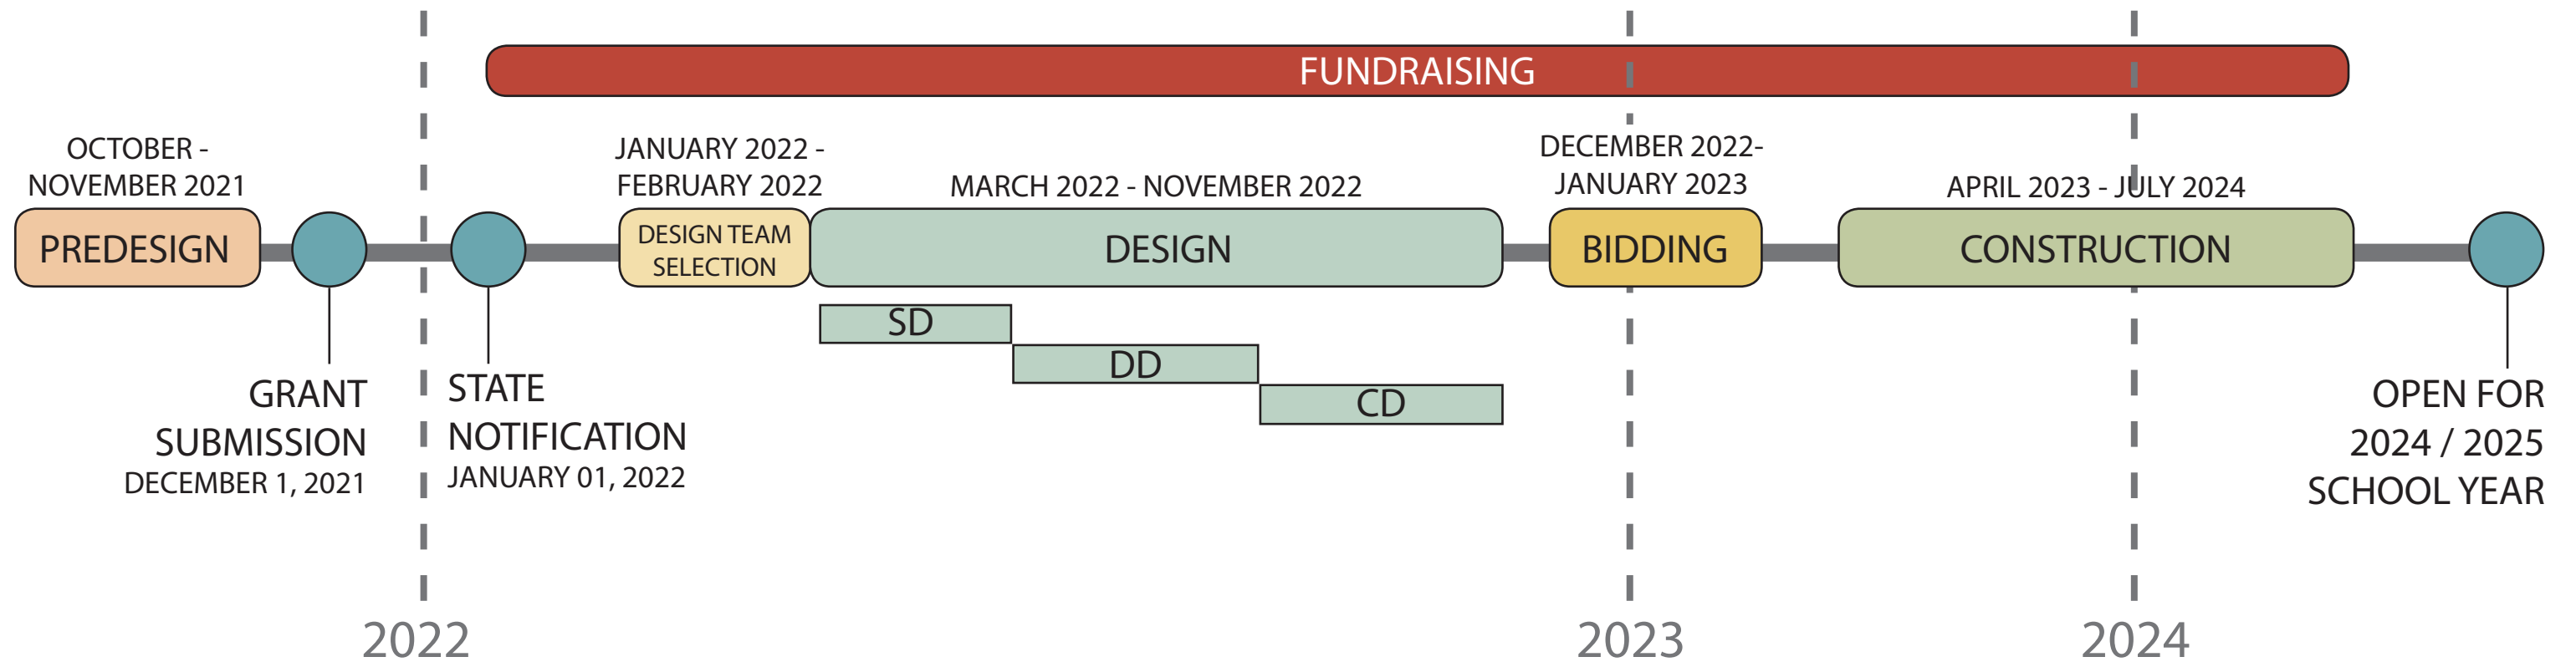 FUNDRAISING
OCTOBER -
NOVEMBER 2021
PREDESIGN
GRANT
SUBMISSION
DECEMBER 1, 2021
STATE
NOTIFICATION
JANUARY 01, 2022
JANUARY 2022 -
FEBRUARY 2022
DESIGN TEAM
SELECTION
MARCH 2022 - NOVEMBER 2022
DESIGN
SD
DD
CD
DECEMBER 2022-
JANUARY 2023
BIDDING
APRIL 2023 - JULY 2024
CONSTRUCTION
OPEN FOR
2024 / 2025
SCHOOL YEAR
2022
2023
2024